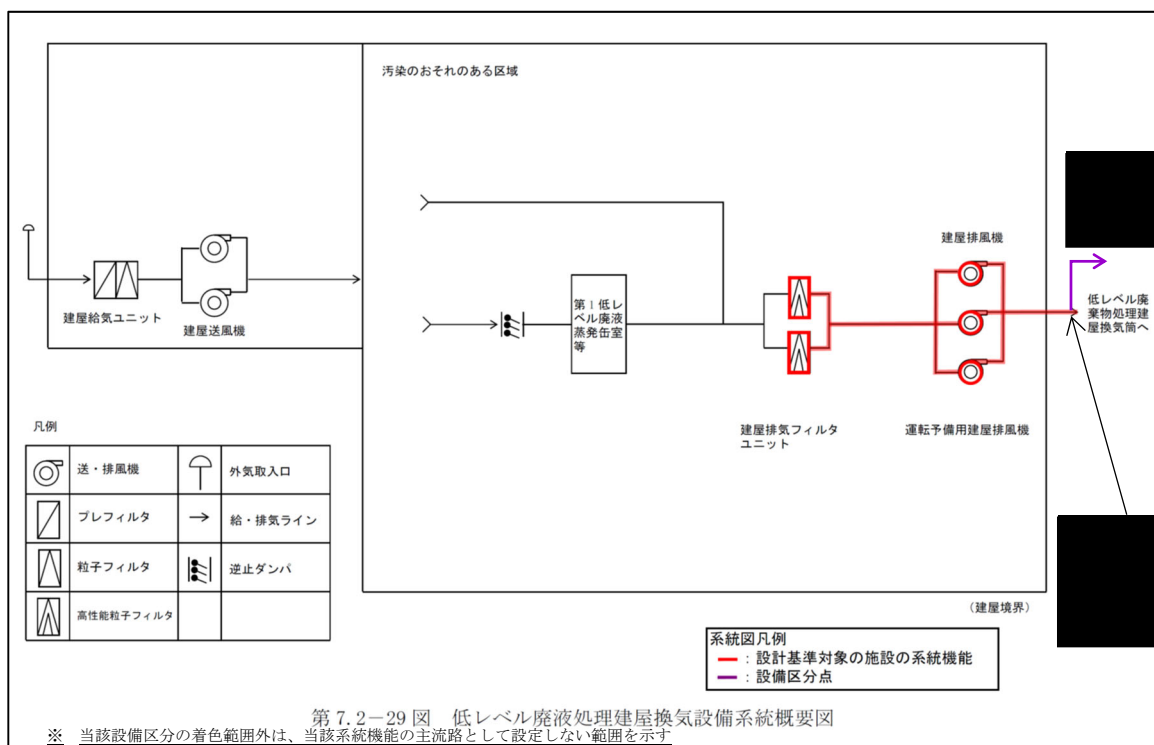 汚染のおそれのある区域
建屋給気ユニット
建屋送風機
第1低レ
ベル廃液
蒸発缶室
等
建屋排気フィルタ
ユニット
建屋排風機
運転予備用建屋排風機
低レベル廃
棄物処理建
屋換気筒へ
(建屋境界)
凡例
送・排風機
外気取入口
プレフィルタ
給・排気ライン
粒子フィルタ
逆止ダンパ
高性能粒子フィルタ
系統図凡例
:設計基準対象の施設の系統機能
:設備区分点
第 7.2-29 図 低レベル廃液処理建屋換気設備系統概要図
※ 当該設備区分の着色範囲外は、当該系統機能の主流路として設定しない範囲を示す